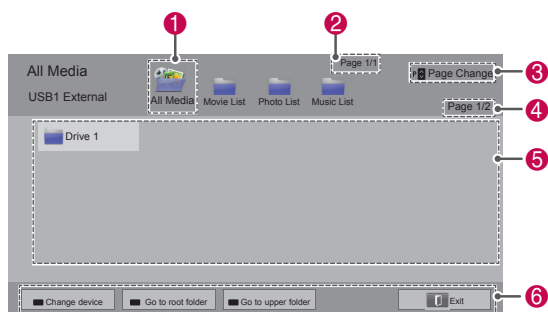 1
2
All Media
Page 1/1
P Page Change
3
USB1 External
All Media
Movie List
Photo List
Music List
Page 1/2
4
Drive 1
5
Change device
Go to root folder
Go to upper folder
Exit
6